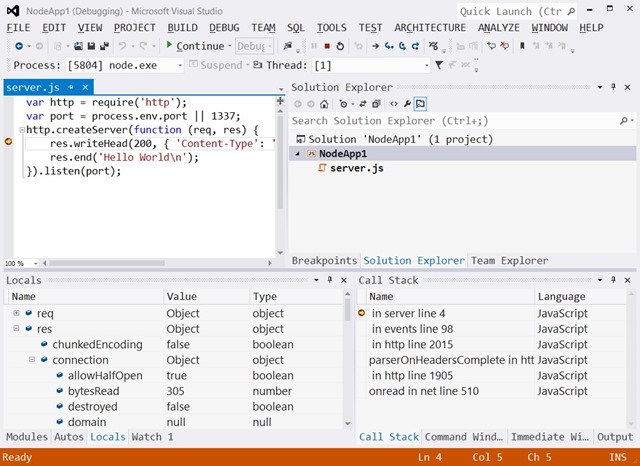 NodeApp1 (Debugging) - Microsoft Visual Studio
Quick Launch (Ctr
FILE EDIT VIEW PROJECT BUILD DEBUG TEAM SQL TOOLS TEST ARCHITECTURE ANALYZE WINDOW HELP
Continue Debu
Process: [5804] node.exe Suspend Thread: [1]
server.js
var http = require('http');
var port = process.env.port || 1337;
http.createServer(function (req, res) {
res.writeHead(200, { 'Content-Type': '
res.end('Hello World\n');
}).listen(port);
100 %
Solution Explorer
Search Solution Explorer (Ctrl+;)
Solution 'NodeApp1' (1 project)
JS NodeApp1
server.js
Breakpoints Solution Explorer Team Explorer
Locals
Name Value Type
req Object object
res Object object
chunkedEncoding false boolean
connection Object object
allowHalfOpen true boolean
bytesRead 305 number
destroyed false boolean
domain null null
Modules Autos Locals Watch 1
Call Stack
Name Language
in server line 4 JavaScript
in events line 98 JavaScript
in http line 2015 JavaScript
parserOnHeadersComplete in htt JavaScript
in http line 1905 JavaScript
onread in net line 510 JavaScript
Call Stack Command Wind... Immediate Wi... Output
Ready Ln 4 Col 5 Ch 5 INS